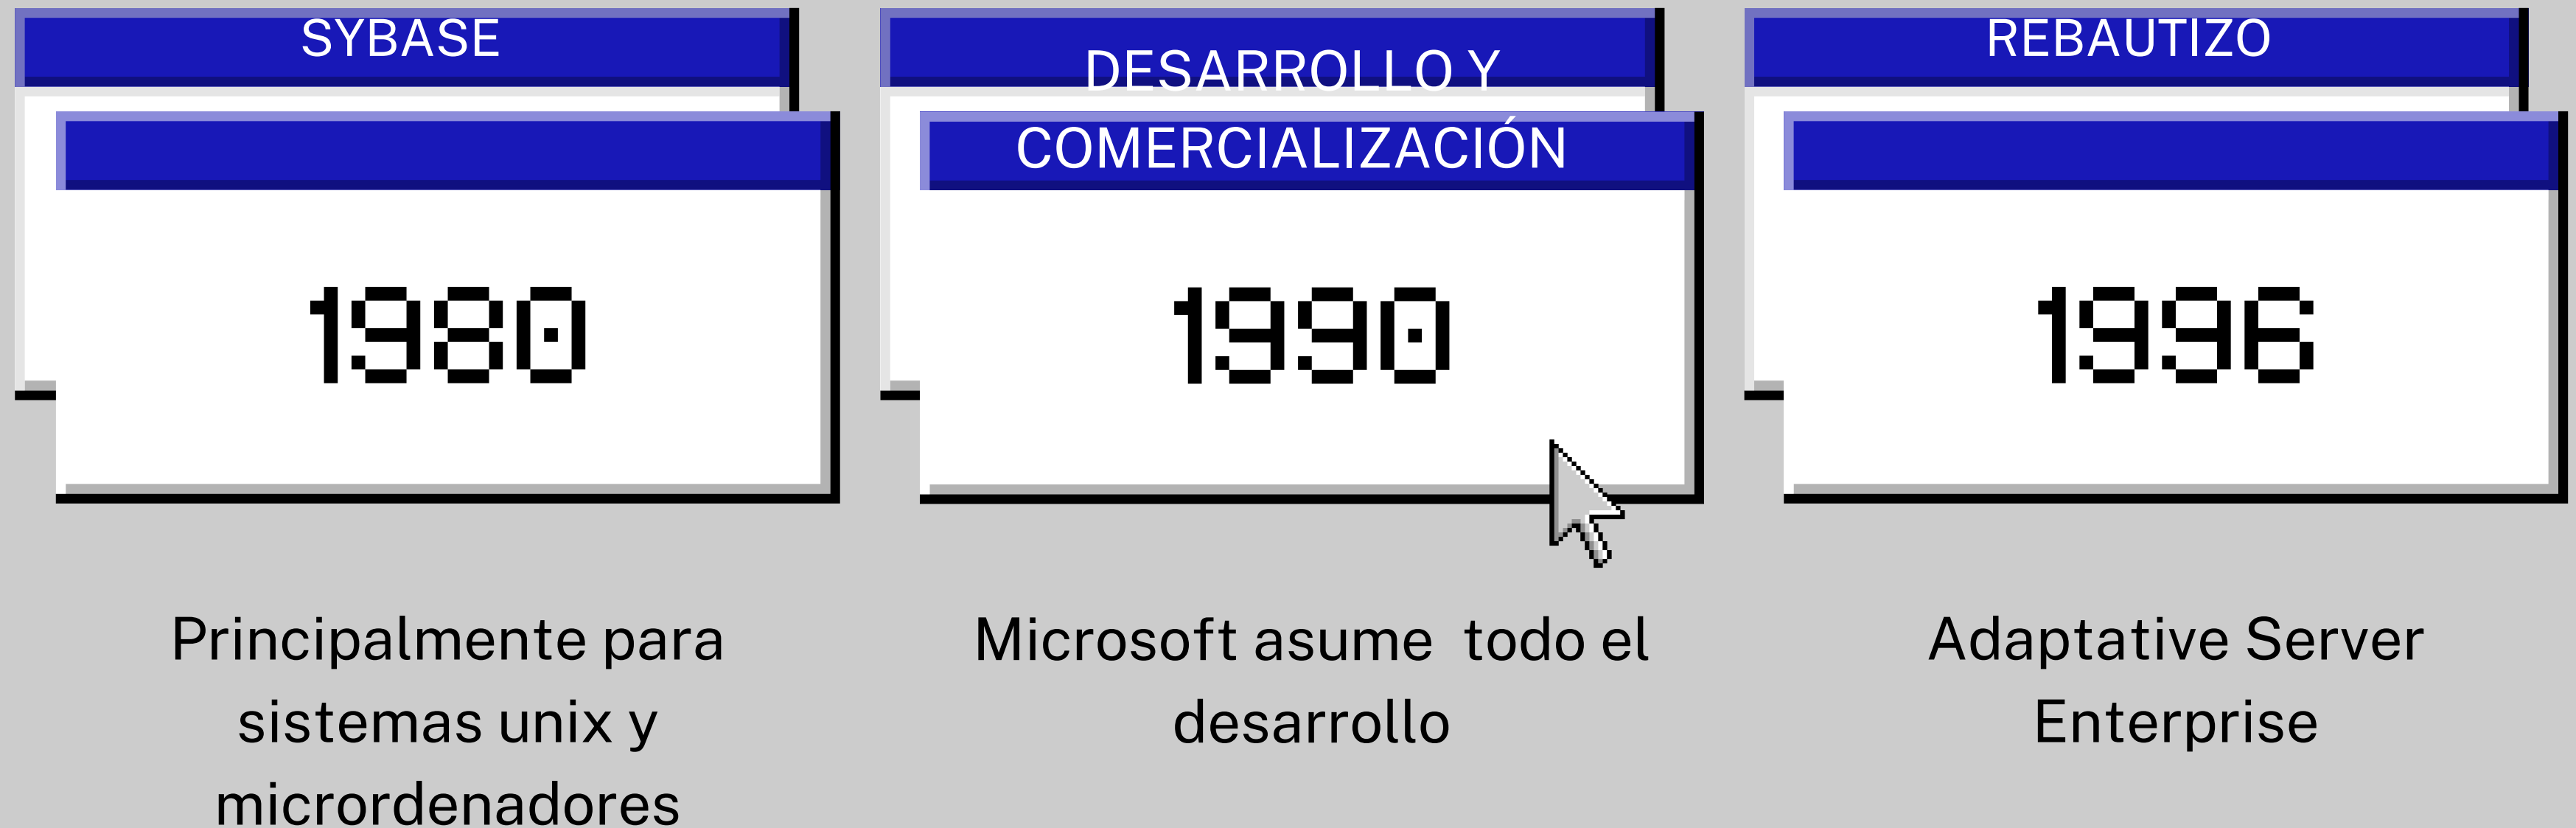 SYBASE
1980
Principalmente para
sistemas unix y
micrordenadores
DESARROLLO Y
COMERCIALIZACIÓN
1990
Microsoft asume  todo el
desarrollo
REBAUTIZO
1996
Adaptative Server
Enterprise